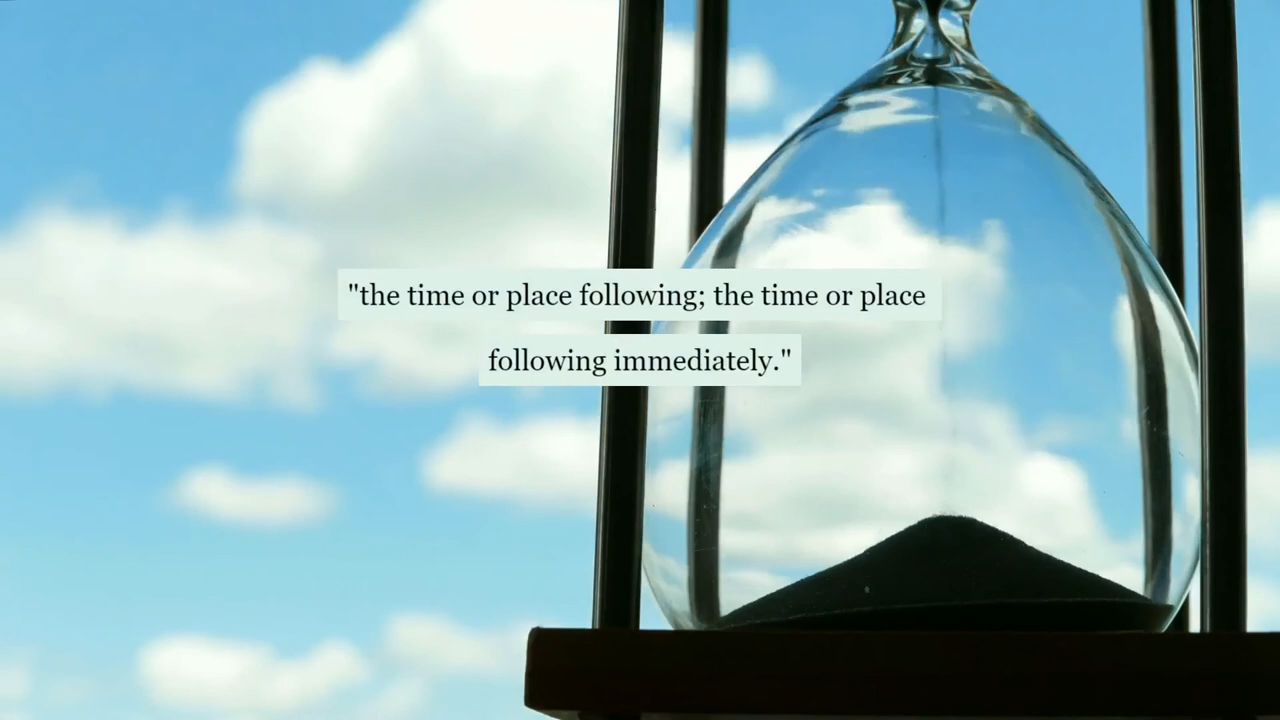 "the time or place following; the time or place
following immediately."